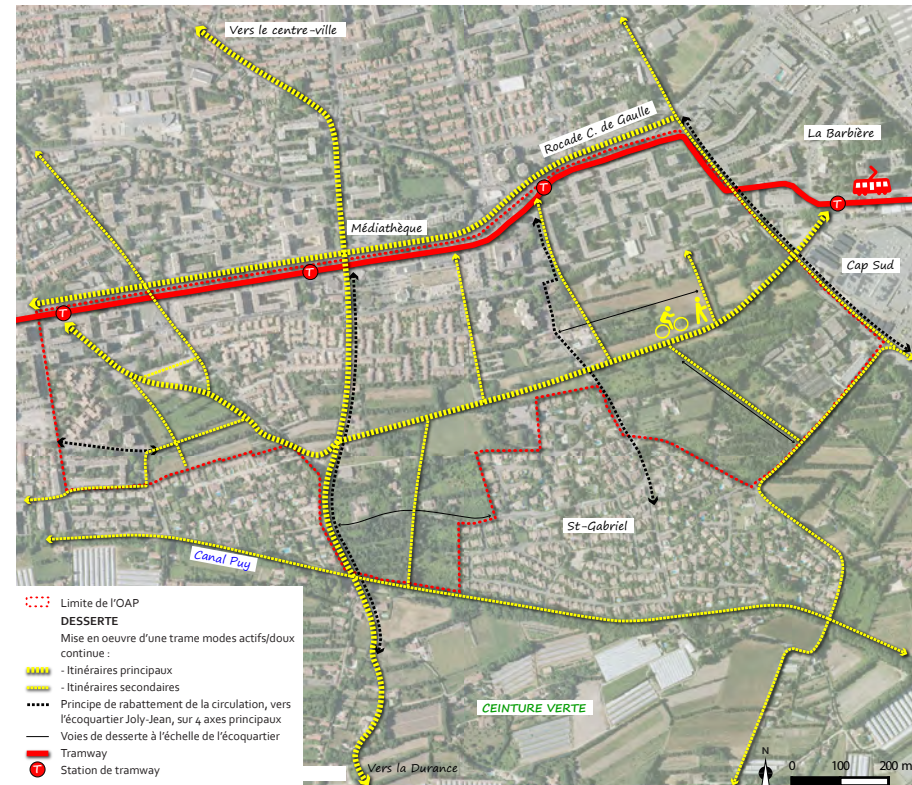 Vers le centre-ville
Rocade C. de Gaulle
La Barbière
Médiathèque
T
T
T
T
Cap Sud
St-Gabriel
Canal Puy
CEINTURE VERTE
Vers la Durance
Limite de l'OAP
DESSERTE
Mise en oeuvre d'une trame modes actifs/doux
continue :
- Itinéraires principaux
- Itinéraires secondaires
Principe de rabattement de la circulation, vers
l'écoquartier Joly-Jean, sur 4 axes principaux
Voies de desserte à l'échelle de l'écoquartier
Tramway
T Station de tramway
N
0 100 200 m